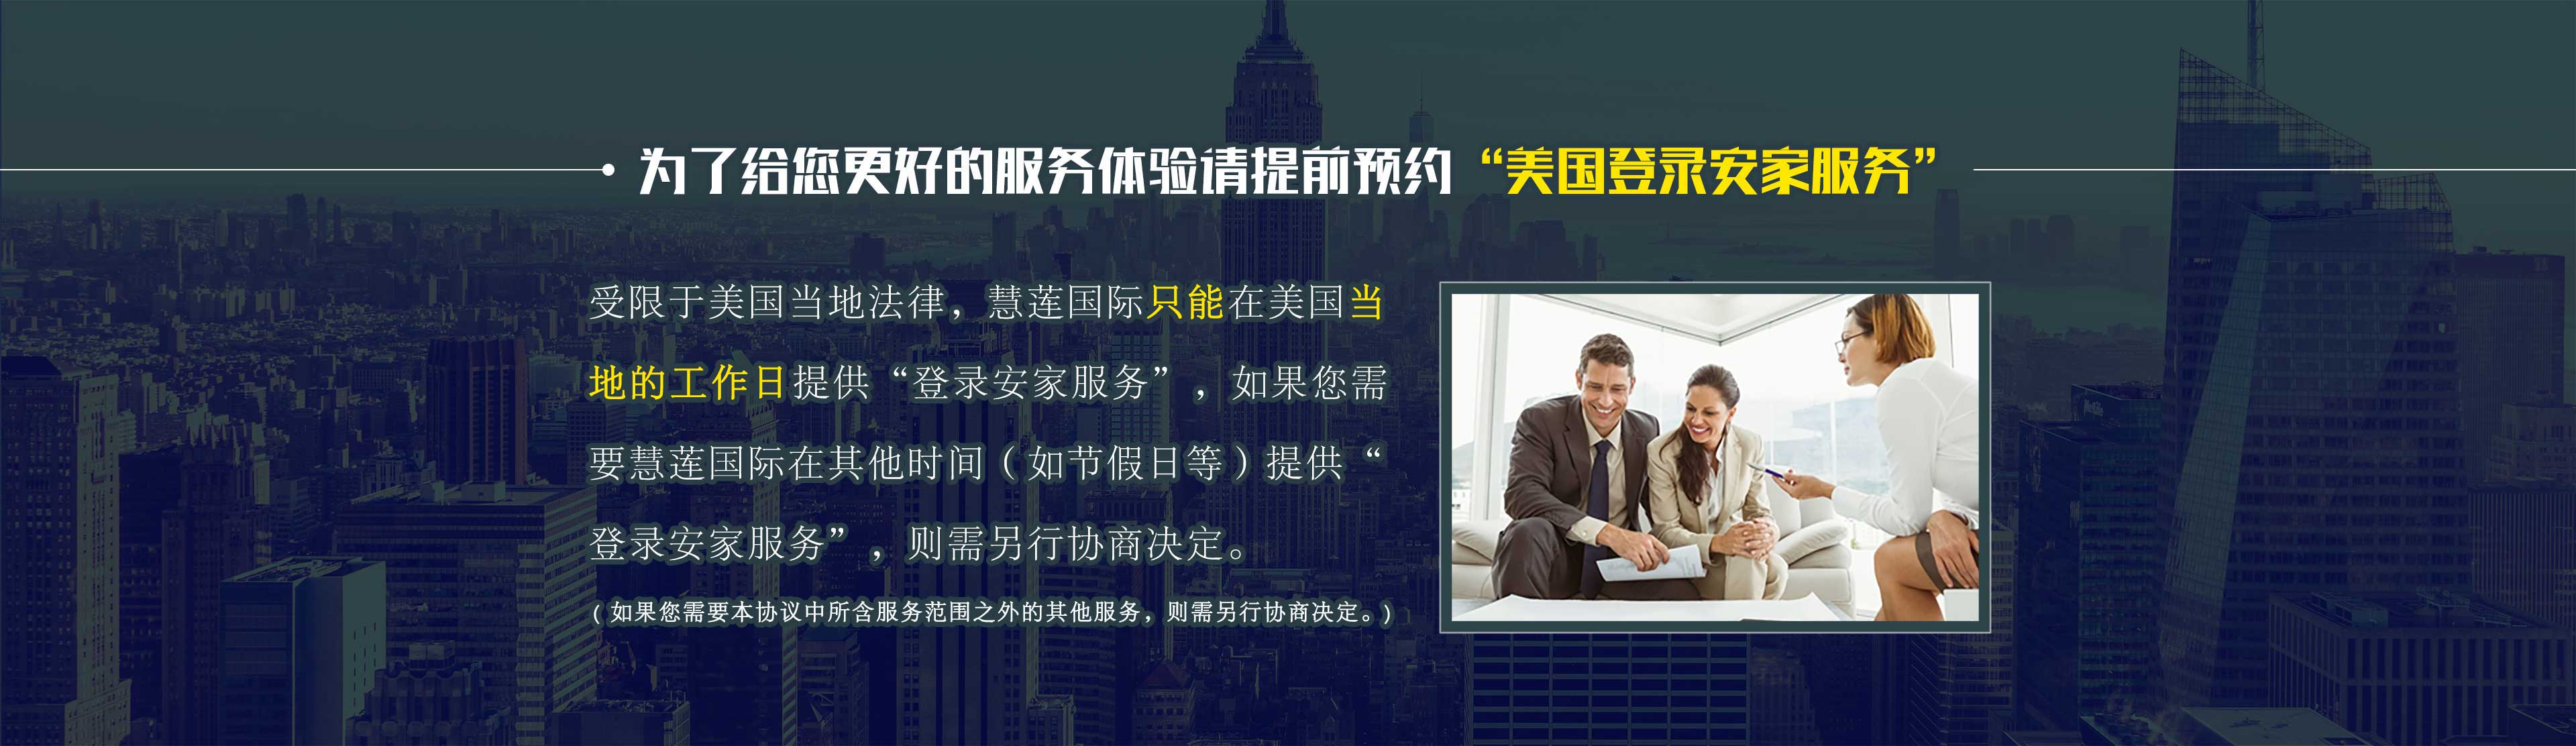 ·为了给您更好的服务体验请提前预约“美国登录安家服务”
受限于美国当地法律，慧莲国际只能在美国当
地的工作日提供“登录安家服务”，如果您需
要慧莲国际在其他时间（如节假日等）提供“
登录安家服务”，则需另行协商决定。
(如果您需要本协议中所含服务范围之外的其他服务，则需另行协商决定。)